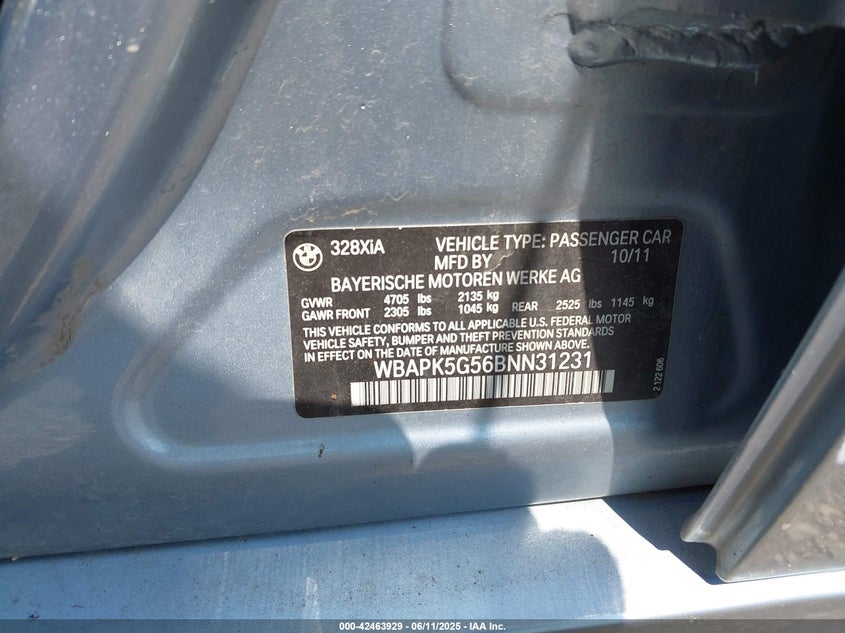 328XiA VEHICLE TYPE: PASSENGER CAR
MFD BY 10/11
BAYERISCHE MOTOREN WERKE AG
GVWR 4705 lbs 2135 kg
GAWR FRONT 2305 lbs 1045 kg REAR 2525 lbs 1145 kg
THIS VEHICLE CONFORMS TO ALL APPLICABLE U.S. FEDERAL MOTOR
VEHICLE SAFETY, BUMPER AND THEFT PREVENTION STANDARDS
IN EFFECT ON THE DATE OF MANUFACTURE SHOWN ABOVE.
WBAPK5G56BNN31231
2 122 606
000-42463929 - 06/11/2025 - IAA Inc.